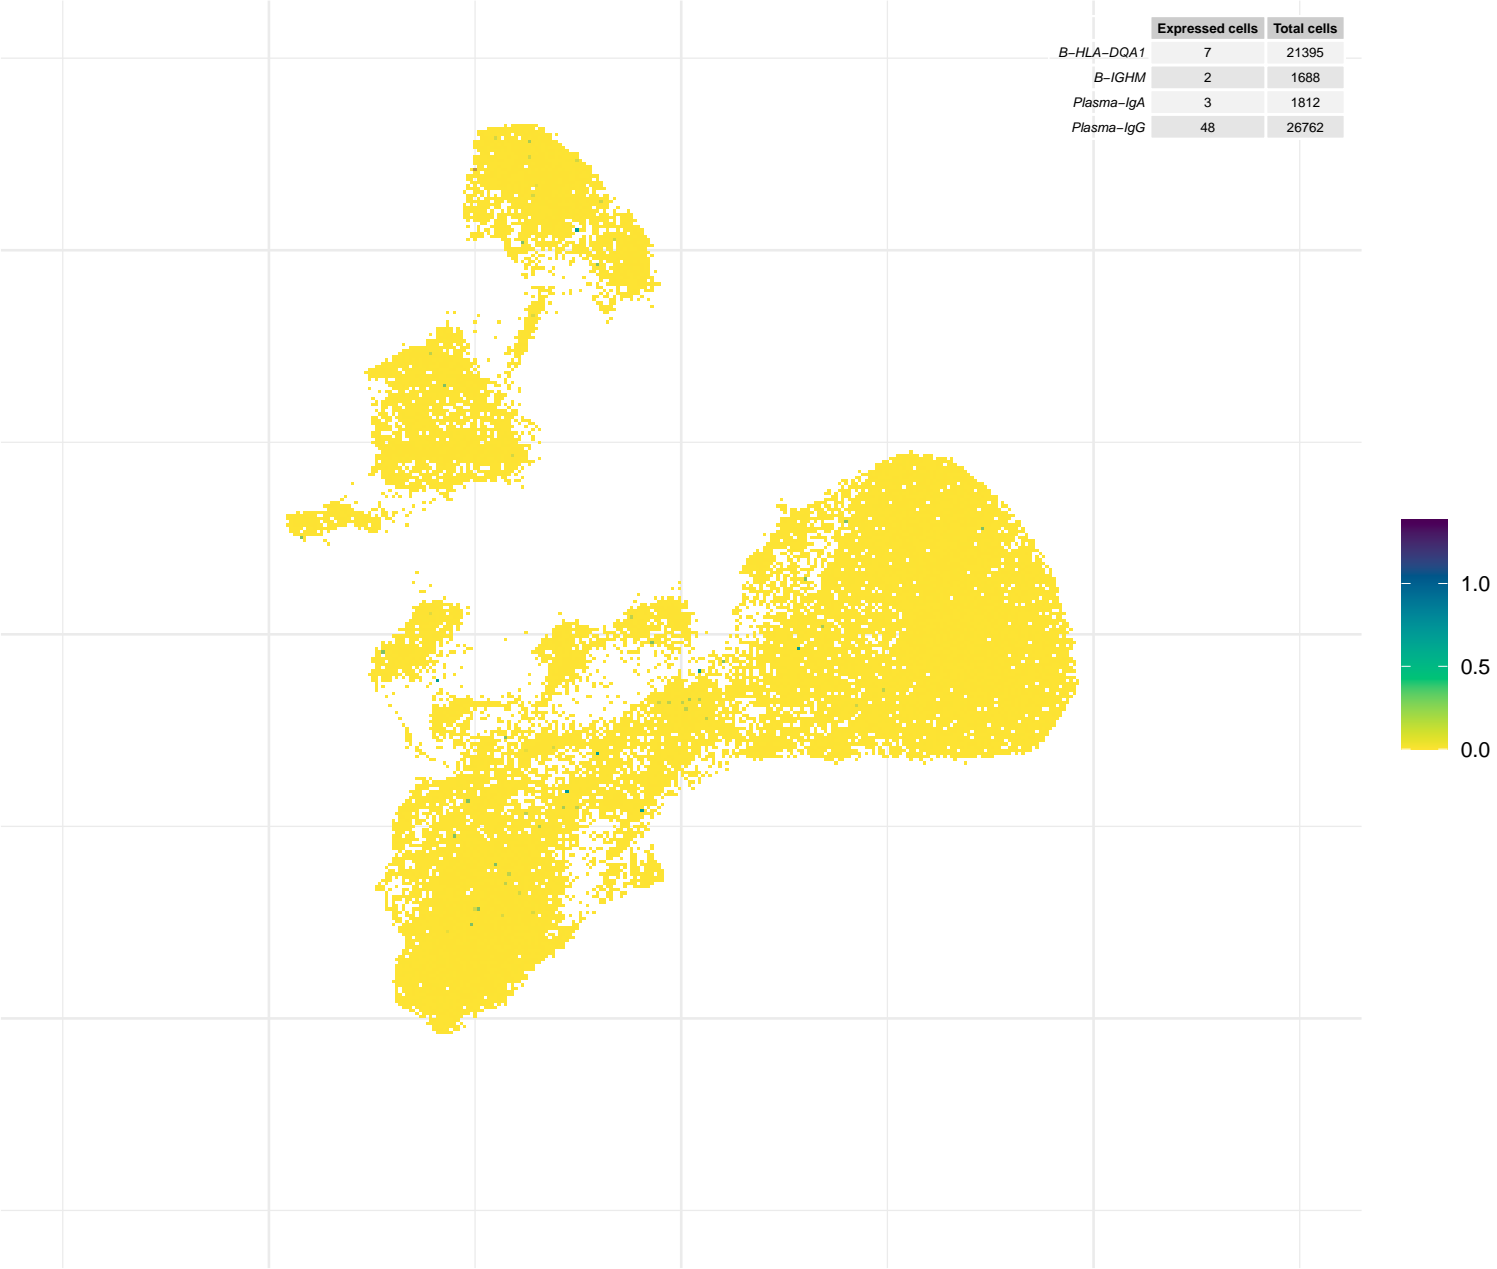 Expressed cells Total cells
B−HLA−DQA1 7 21395
B−IGHM 2 1688
Plasma−IgA 3 1812
Plasma−IgG 48 26762
1.0
0.5
0.0